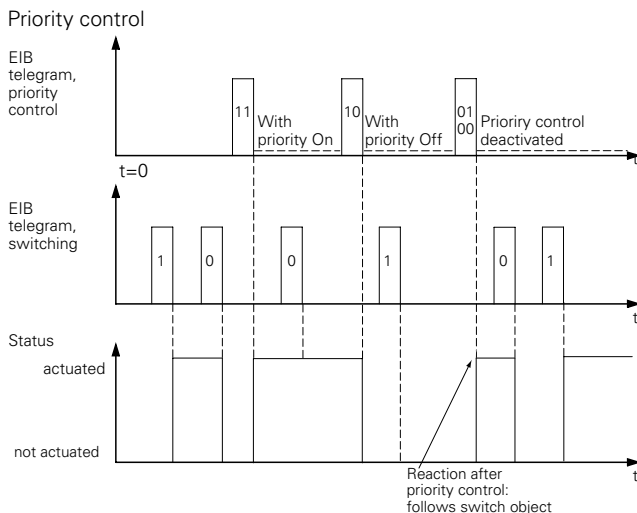 Priority control
EIB
telegram,
priority
control
11
With
priority On
10
With
priority Off
01
00
Prioriry control
deactivated
t
t=0
EIB
telegram,
switching
1
0
0
1
0
1
t
Status
actuated
not actuated
t
Reaction after
priority control:
follows switch object